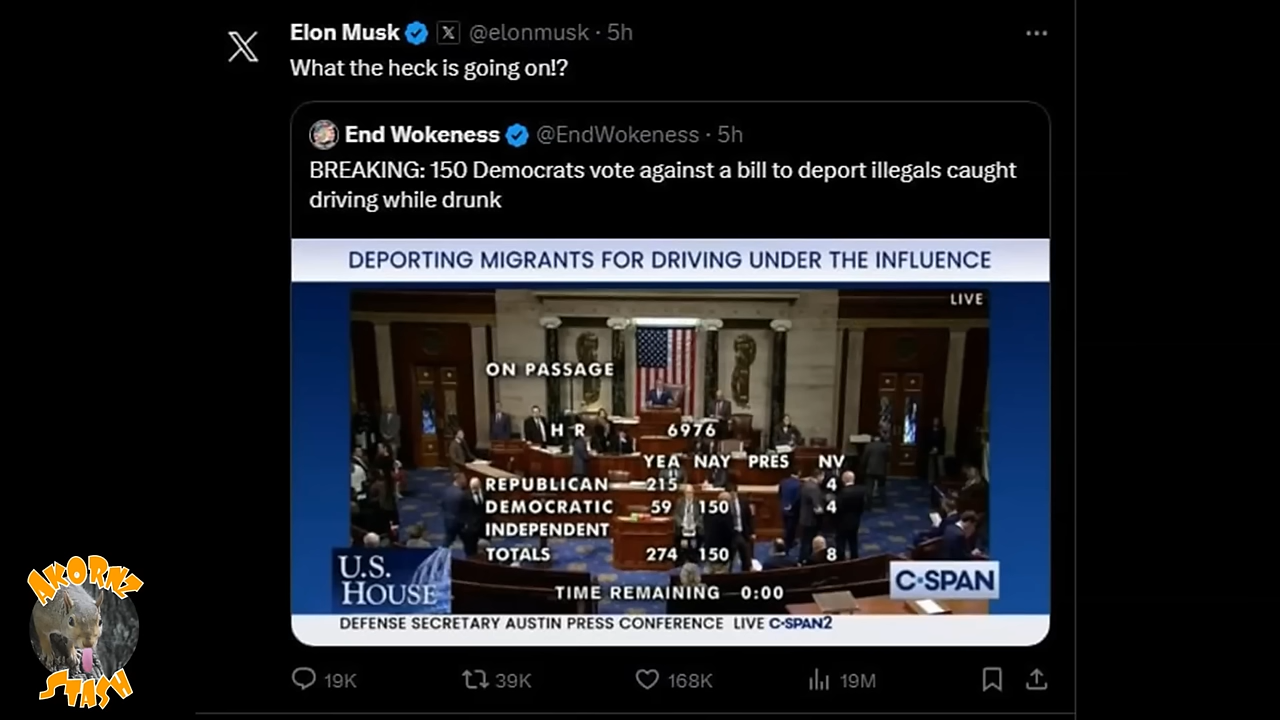 Elon Musk @elonmusk · 5h
What the heck is going on!?
End Wokeness @EndWokeness · 5h
BREAKING: 150 Democrats vote against a bill to deport illegals caught
driving while drunk
DEPORTING MIGRANTS FOR DRIVING UNDER THE INFLUENCE
LIVE
ON PASSAGE
H R 6976
YEA NAY PRES NV
REPUBLICAN 215 4
DEMOCRATIC 59 150 4
INDEPENDENT
TOTALS 274 150 8
TIME REMAINING 0:00
U.S.
HOUSE
C-SPAN
DEFENSE SECRETARY AUSTIN PRESS CONFERENCE LIVE C-SPAN2
19K 39K 168K 19M
AKORNZ
STASH